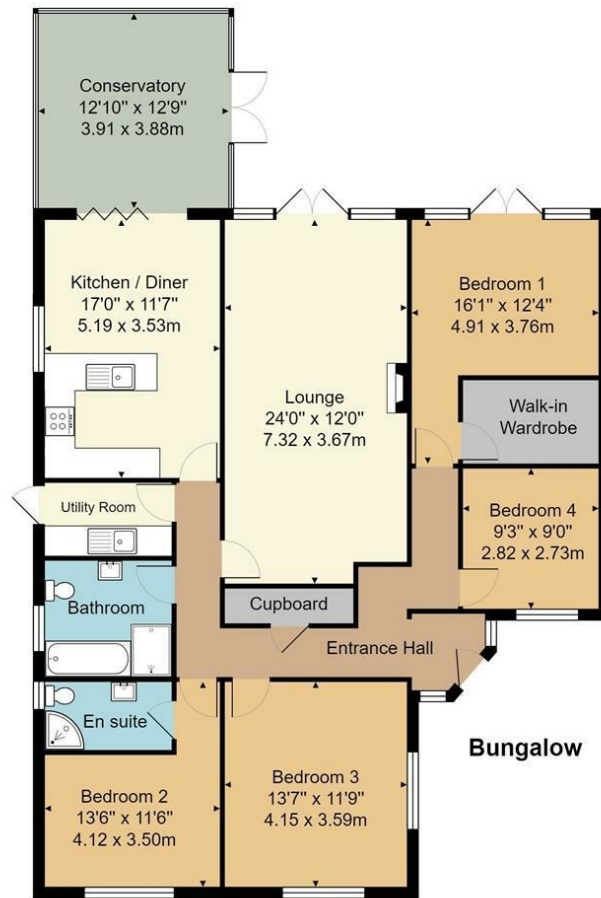 Conservatory
12'10" x 12'9"
3.91 x 3.88m
Kitchen / Diner
17'0" x 11'7"
5.19 x 3.53m
Lounge
24'0" x 12'0"
7.32 x 3.67m
Bedroom 1
16'1" x 12'4"
4.91 x 3.76m
Walk-in
Wardrobe
Utility Room
Bedroom 4
9'3" x 9'0"
2.82 x 2.73m
Bathroom
Cupboard
Entrance Hall
En suite
Bedroom 2
13'6" x 11'6"
4.12 x 3.50m
Bedroom 3
13'7" x 11'9"
4.15 x 3.59m
Bungalow